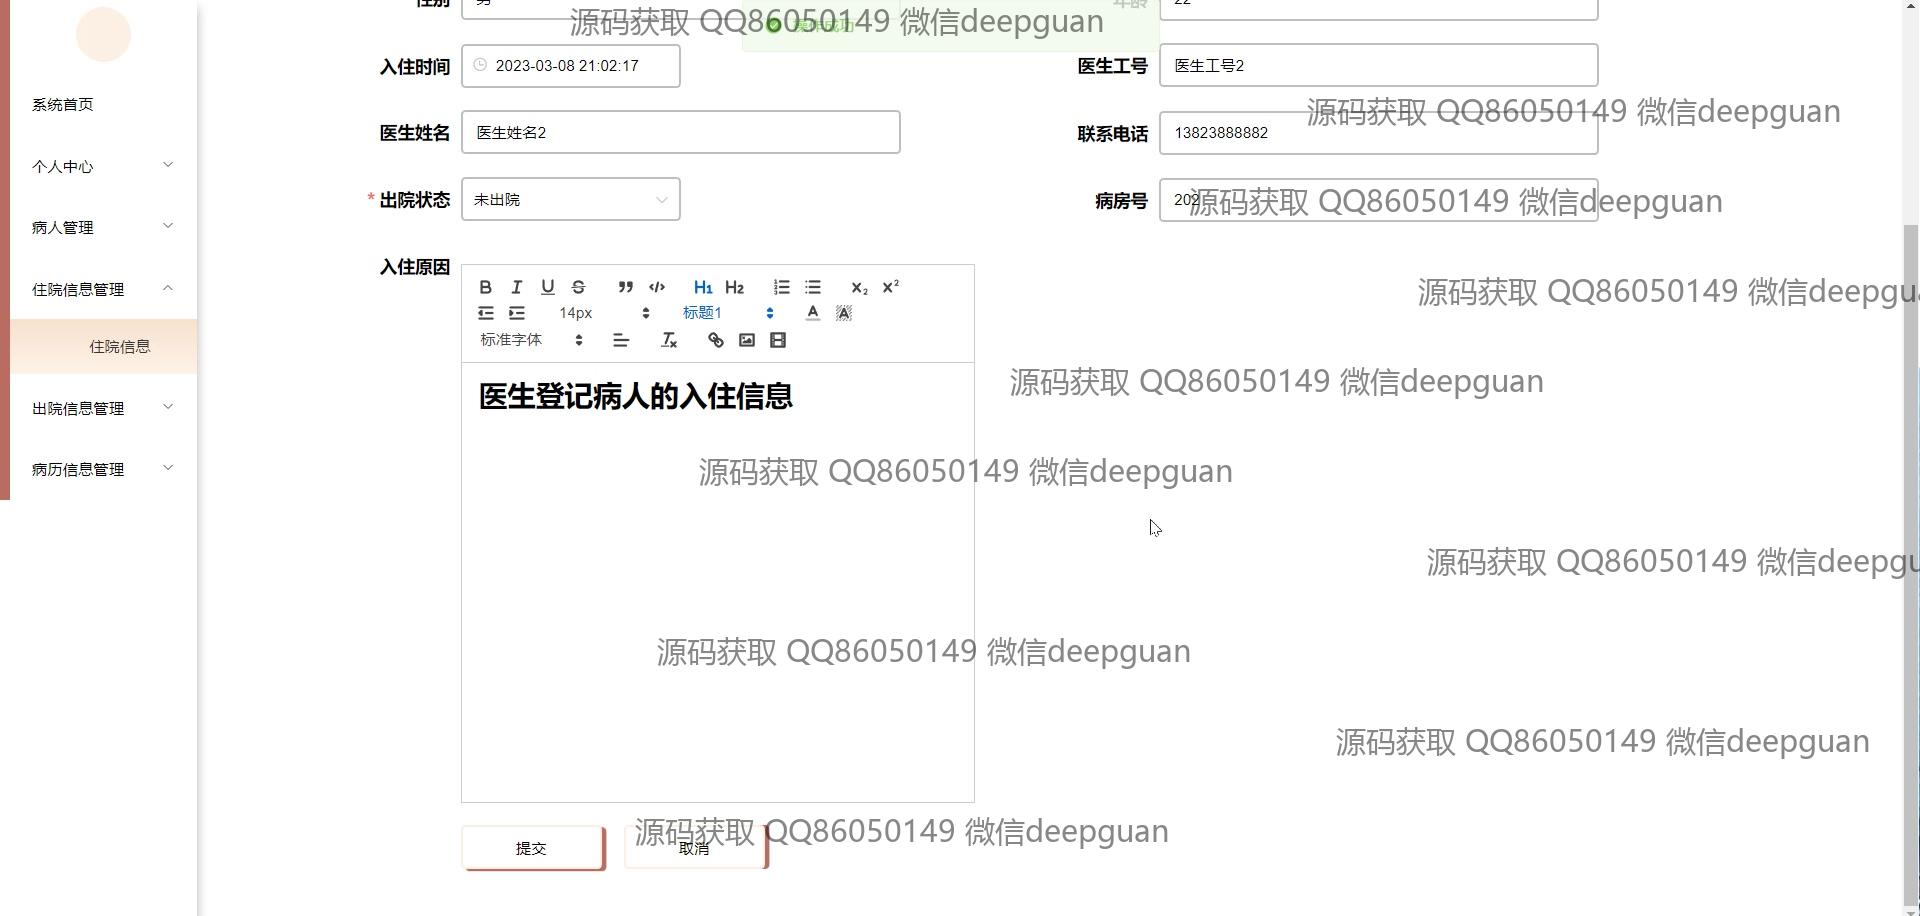 性别 男 年龄 22
源码获取 QQ86050149 微信deepguan
操作成功
入住时间 2023-03-08 21:02:17 医生工号 医生工号2
系统首页
源码获取 QQ86050149 微信deepguan
医生姓名 医生姓名2 联系电话 13823888882
个人中心
* 出院状态 未出院 病房号 202
源码获取 QQ86050149 微信deepguan
病人管理
入住原因
住院信息管理
B I U S H1 H2 X2 X2
源码获取 QQ86050149 微信deepgu
14px 标题1 A A
标准字体
住院信息
源码获取 QQ86050149 微信deepguan
医生登记病人的入住信息
出院信息管理
病历信息管理
源码获取 QQ86050149 微信deepguan
源码获取 QQ86050149 微信deepgu
源码获取 QQ86050149 微信deepguan
源码获取 QQ86050149 微信deepguan
源码获取 QQ86050149 微信deepguan
提交 取消